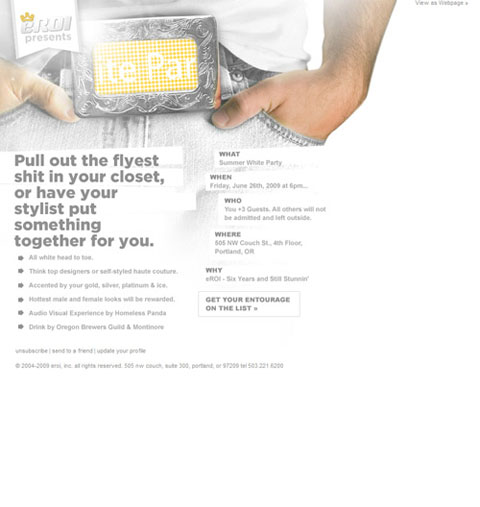 View as Webpage »
eROI
presents
ite Par
Pull out the flyest
shit in your closet,
or have your
stylist put
something
together for you.
All white head to toe.
Think top designers or self-styled haute couture.
Accented by your gold, silver, platinum & ice.
Hottest male and female looks will be rewarded.
Audio Visual Experience by Homeless Panda
Drink by Oregon Brewers Guild & Montinore
WHAT
Summer White Party
WHEN
Friday, June 26th, 2009 at 6pm...
WHO
You +3 Guests. All others will not
be admitted and left outside.
WHERE
505 NW Couch St., 4th Floor,
Portland, OR
WHY
eROI - Six Years and Still Stunnin'
GET YOUR ENTOURAGE
ON THE LIST »
unsubscribe | send to a friend | update your profile
© 2004-2009 eroi, inc. all rights reserved. 505 nw couch, suite 300, portland, or 97209 tel 503.221.6200